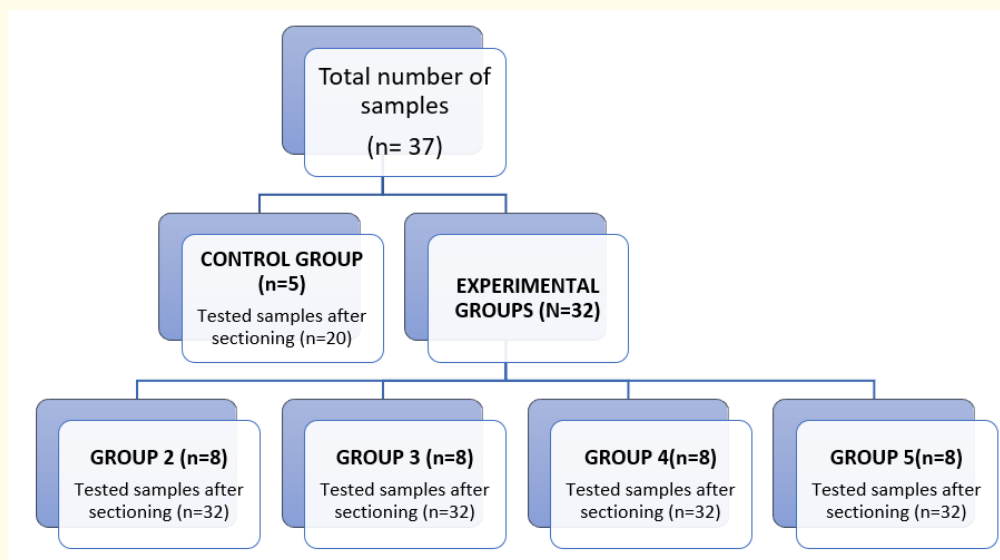 Total number of
samples
(n= 37)
CONTROL GROUP
(n=5)
Tested samples after
sectioning (n=20)
EXPERIMENTAL
GROUPS (N=32)
GROUP 2 (n=8)
Tested samples after
sectioning (n=32)
GROUP 3 (n=8)
Tested samples after
sectioning (n=32)
GROUP 4(n=8)
Tested samples after
sectioning (n=32)
GROUP 5(n=8)
Tested samples after
sectioning (n=32)